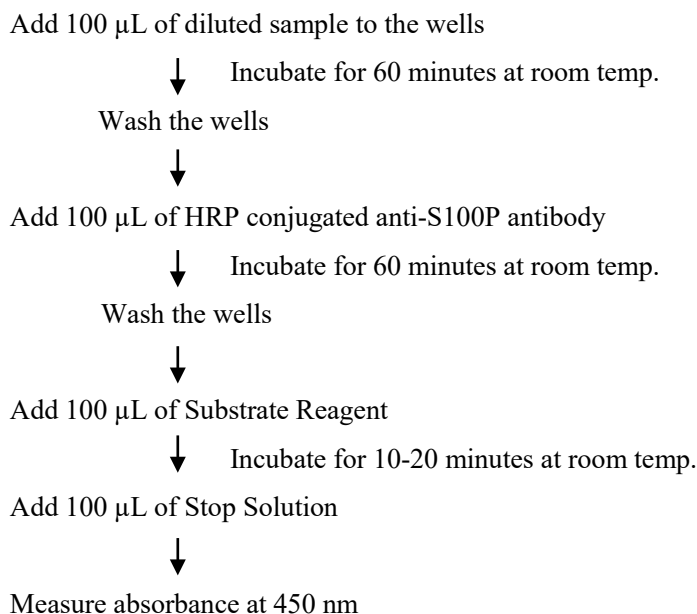 Add 100 µL of diluted sample to the wells
Incubate for 60 minutes at room temp.
Wash the wells
Add 100 µL of HRP conjugated anti-S100P antibody
Incubate for 60 minutes at room temp.
Wash the wells
Add 100 µL of Substrate Reagent
Incubate for 10-20 minutes at room temp.
Add 100 µL of Stop Solution
Measure absorbance at 450 nm